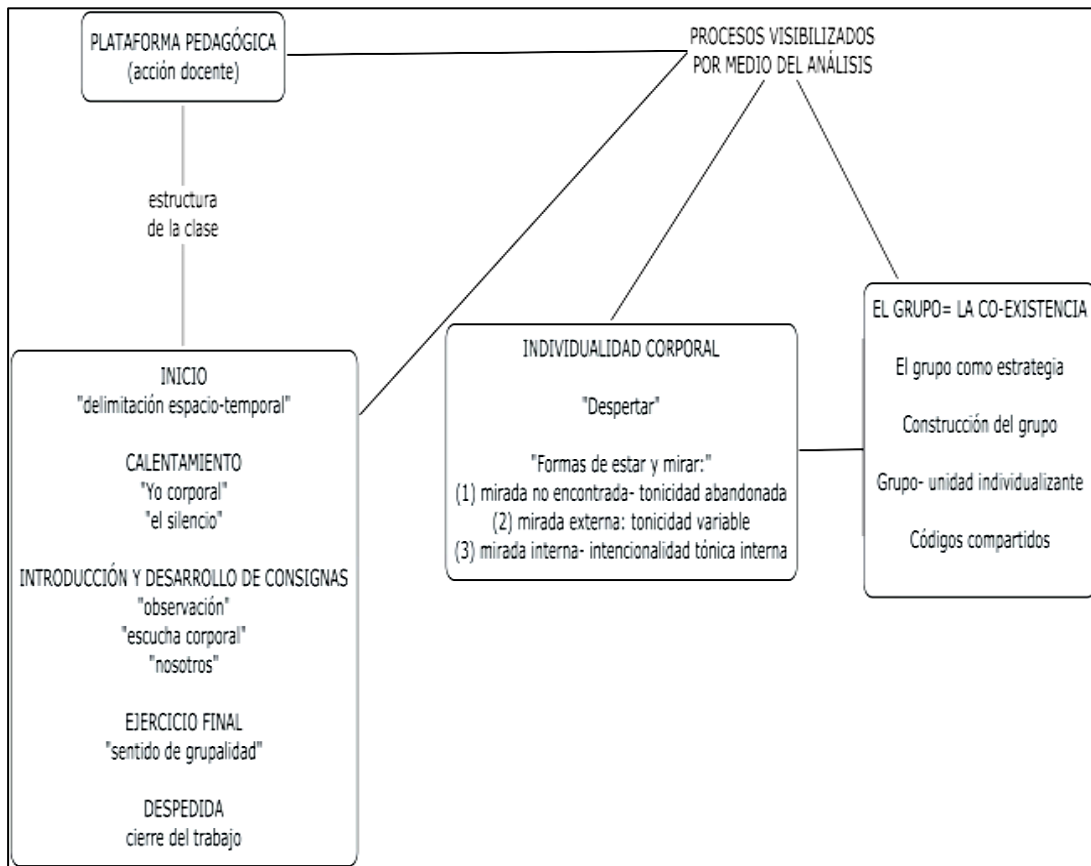 PLATAFORMA PEDAGÓGICA
(acción docente)
PROCESOS VISIBILIZADOS
POR MEDIO DEL ANÁLISIS
estructura
de la clase
INICIO
"delimitación espacio-temporal"
CALENTAMIENTO
"Yo corporal"
"el silencio"
INTRODUCCIÓN Y DESARROLLO DE CONSIGNAS
"observación"
"escucha corporal"
"nosotros"
EJERCICIO FINAL
"sentido de grupalidad"
DESPEDIDA
cierre del trabajo
INDIVIDUALIDAD CORPORAL
"Despertar"
"Formas de estar y mirar:"
(1) mirada no encontrada- tonicidad abandonada
(2) mirada externa: tonicidad variable
(3) mirada interna- intencionalidad tónica interna
EL GRUPO= LA CO-EXISTENCIA
El grupo como estrategia
Construcción del grupo
Grupo- unidad individualizante
Códigos compartidos